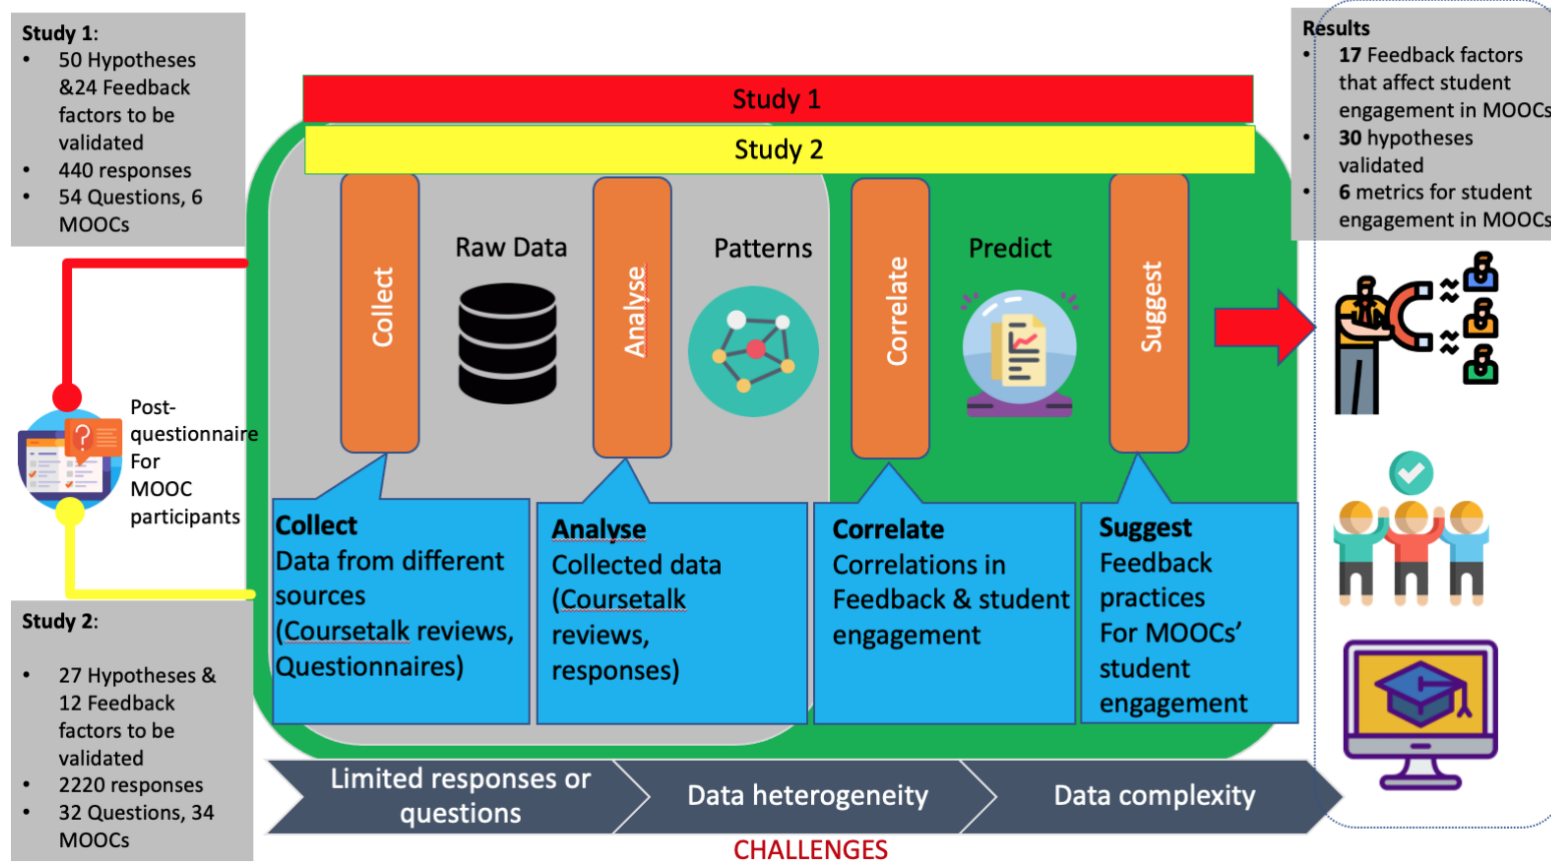 Study 1:
• 50 Hypotheses
&24 Feedback
factors to be
validated
• 440 responses
• 54 Questions, 6
MOOCs
Post-
questionnaire
For
MOOC
participants
Study 2:
• 27 Hypotheses &
12 Feedback
factors to be
validated
• 2220 responses
• 32 Questions, 34
MOOCs
Study 1
Study 2
Collect
Raw Data
Analyse
Patterns
Correlate
Predict
Suggest
Collect
Data from different
sources
(Coursetalk reviews,
Questionnaires)
Analyse
Collected data
(Coursetalk
reviews,
responses)
Correlate
Correlations in
Feedback & student
engagement
Suggest
Feedback
practices
For MOOCs’
student
engagement
Limited responses or
questions
Data heterogeneity
Data complexity
CHALLENGES
Results
• 17 Feedback factors
that affect student
engagement in MOOCs
• 30 hypotheses
validated
• 6 metrics for student
engagement in MOOCs